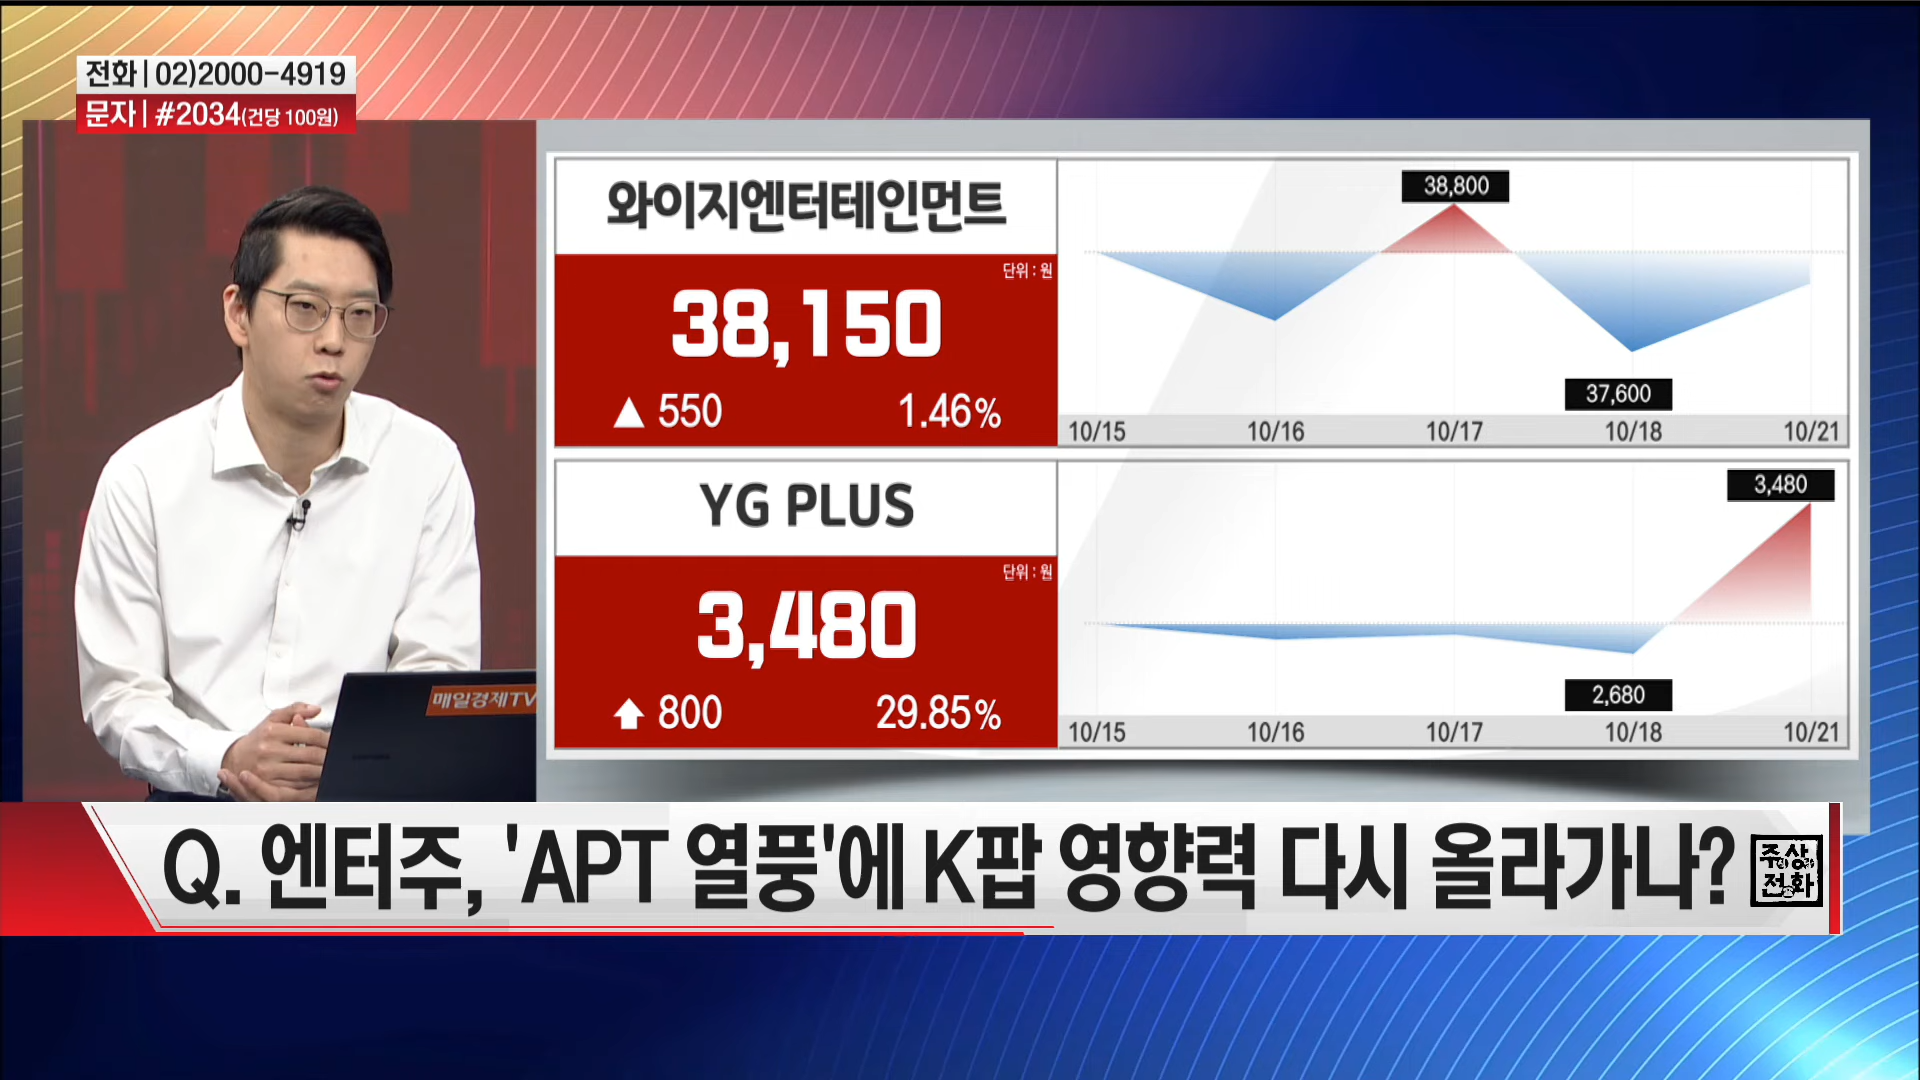 전화 | 02)2000-4919
문자 | #2034(건당 100원)
와이지엔터테인먼트
단위 : 원
38,150
▲ 550 1.46%
38,800
37,600
10/15 10/16 10/17 10/18 10/21
YG PLUS
단위 : 원
3,480
⬆ 800 29.85%
3,480
2,680
10/15 10/16 10/17 10/18 10/21
매일경제TV
Q. 엔터주, 'APT 열풍'에 K팝 영향력 다시 올라가나?
주상
전화